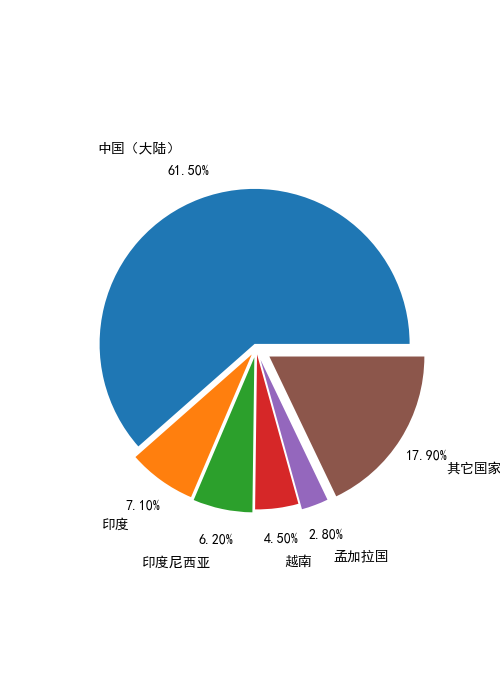 中国（大陆）
61.50%
17.90%
其它国家
7.10%
印度
6.20%
印度尼西亚
4.50%
越南
2.80%
孟加拉国